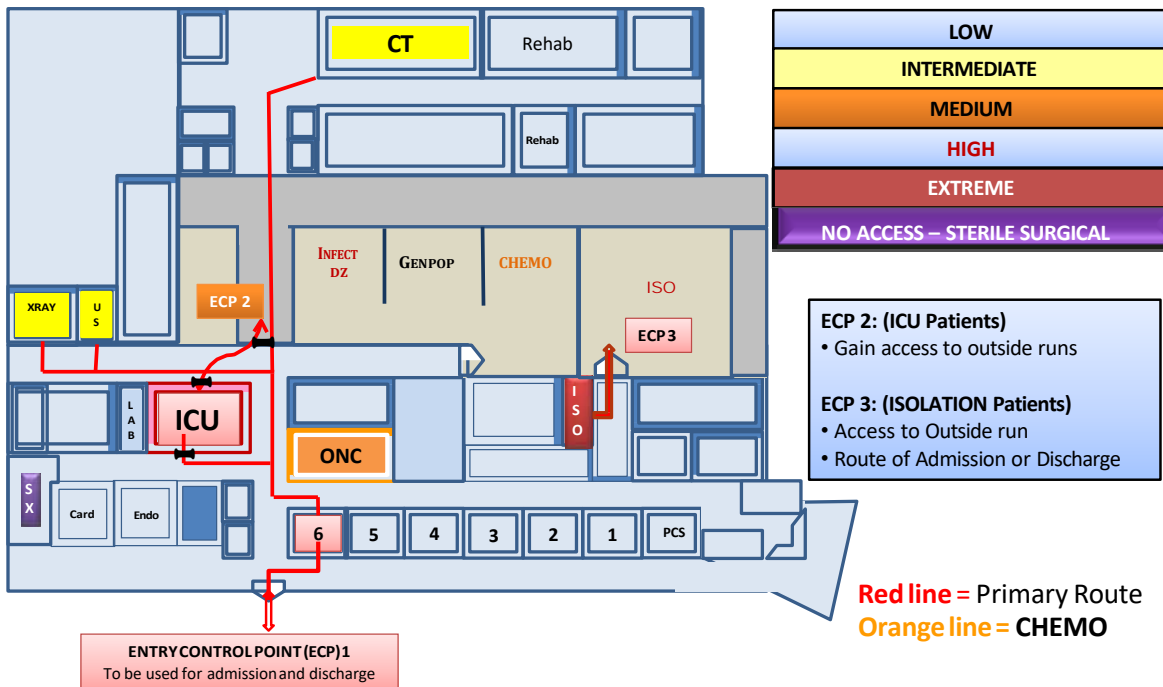 CT
Rehab
Rehab
INFECT
DZ
GENPOP
CHEMO
ISO
ECP 2
ECP 3
XRAY
U
S
L
A
B
ICU
ONC
I
S
O
S
X
Card
Endo
6
5
4
3
2
1
PCS
ENTRY CONTROL POINT (ECP) 1
To be used for admission and discharge
LOW
INTERMEDIATE
MEDIUM
HIGH
EXTREME
NO ACCESS – STERILE SURGICAL
ECP 2: (ICU Patients)
• Gain access to outside runs
ECP 3: (ISOLATION Patients)
• Access to Outside run
• Route of Admission or Discharge
Red line = Primary Route
Orange line = CHEMO